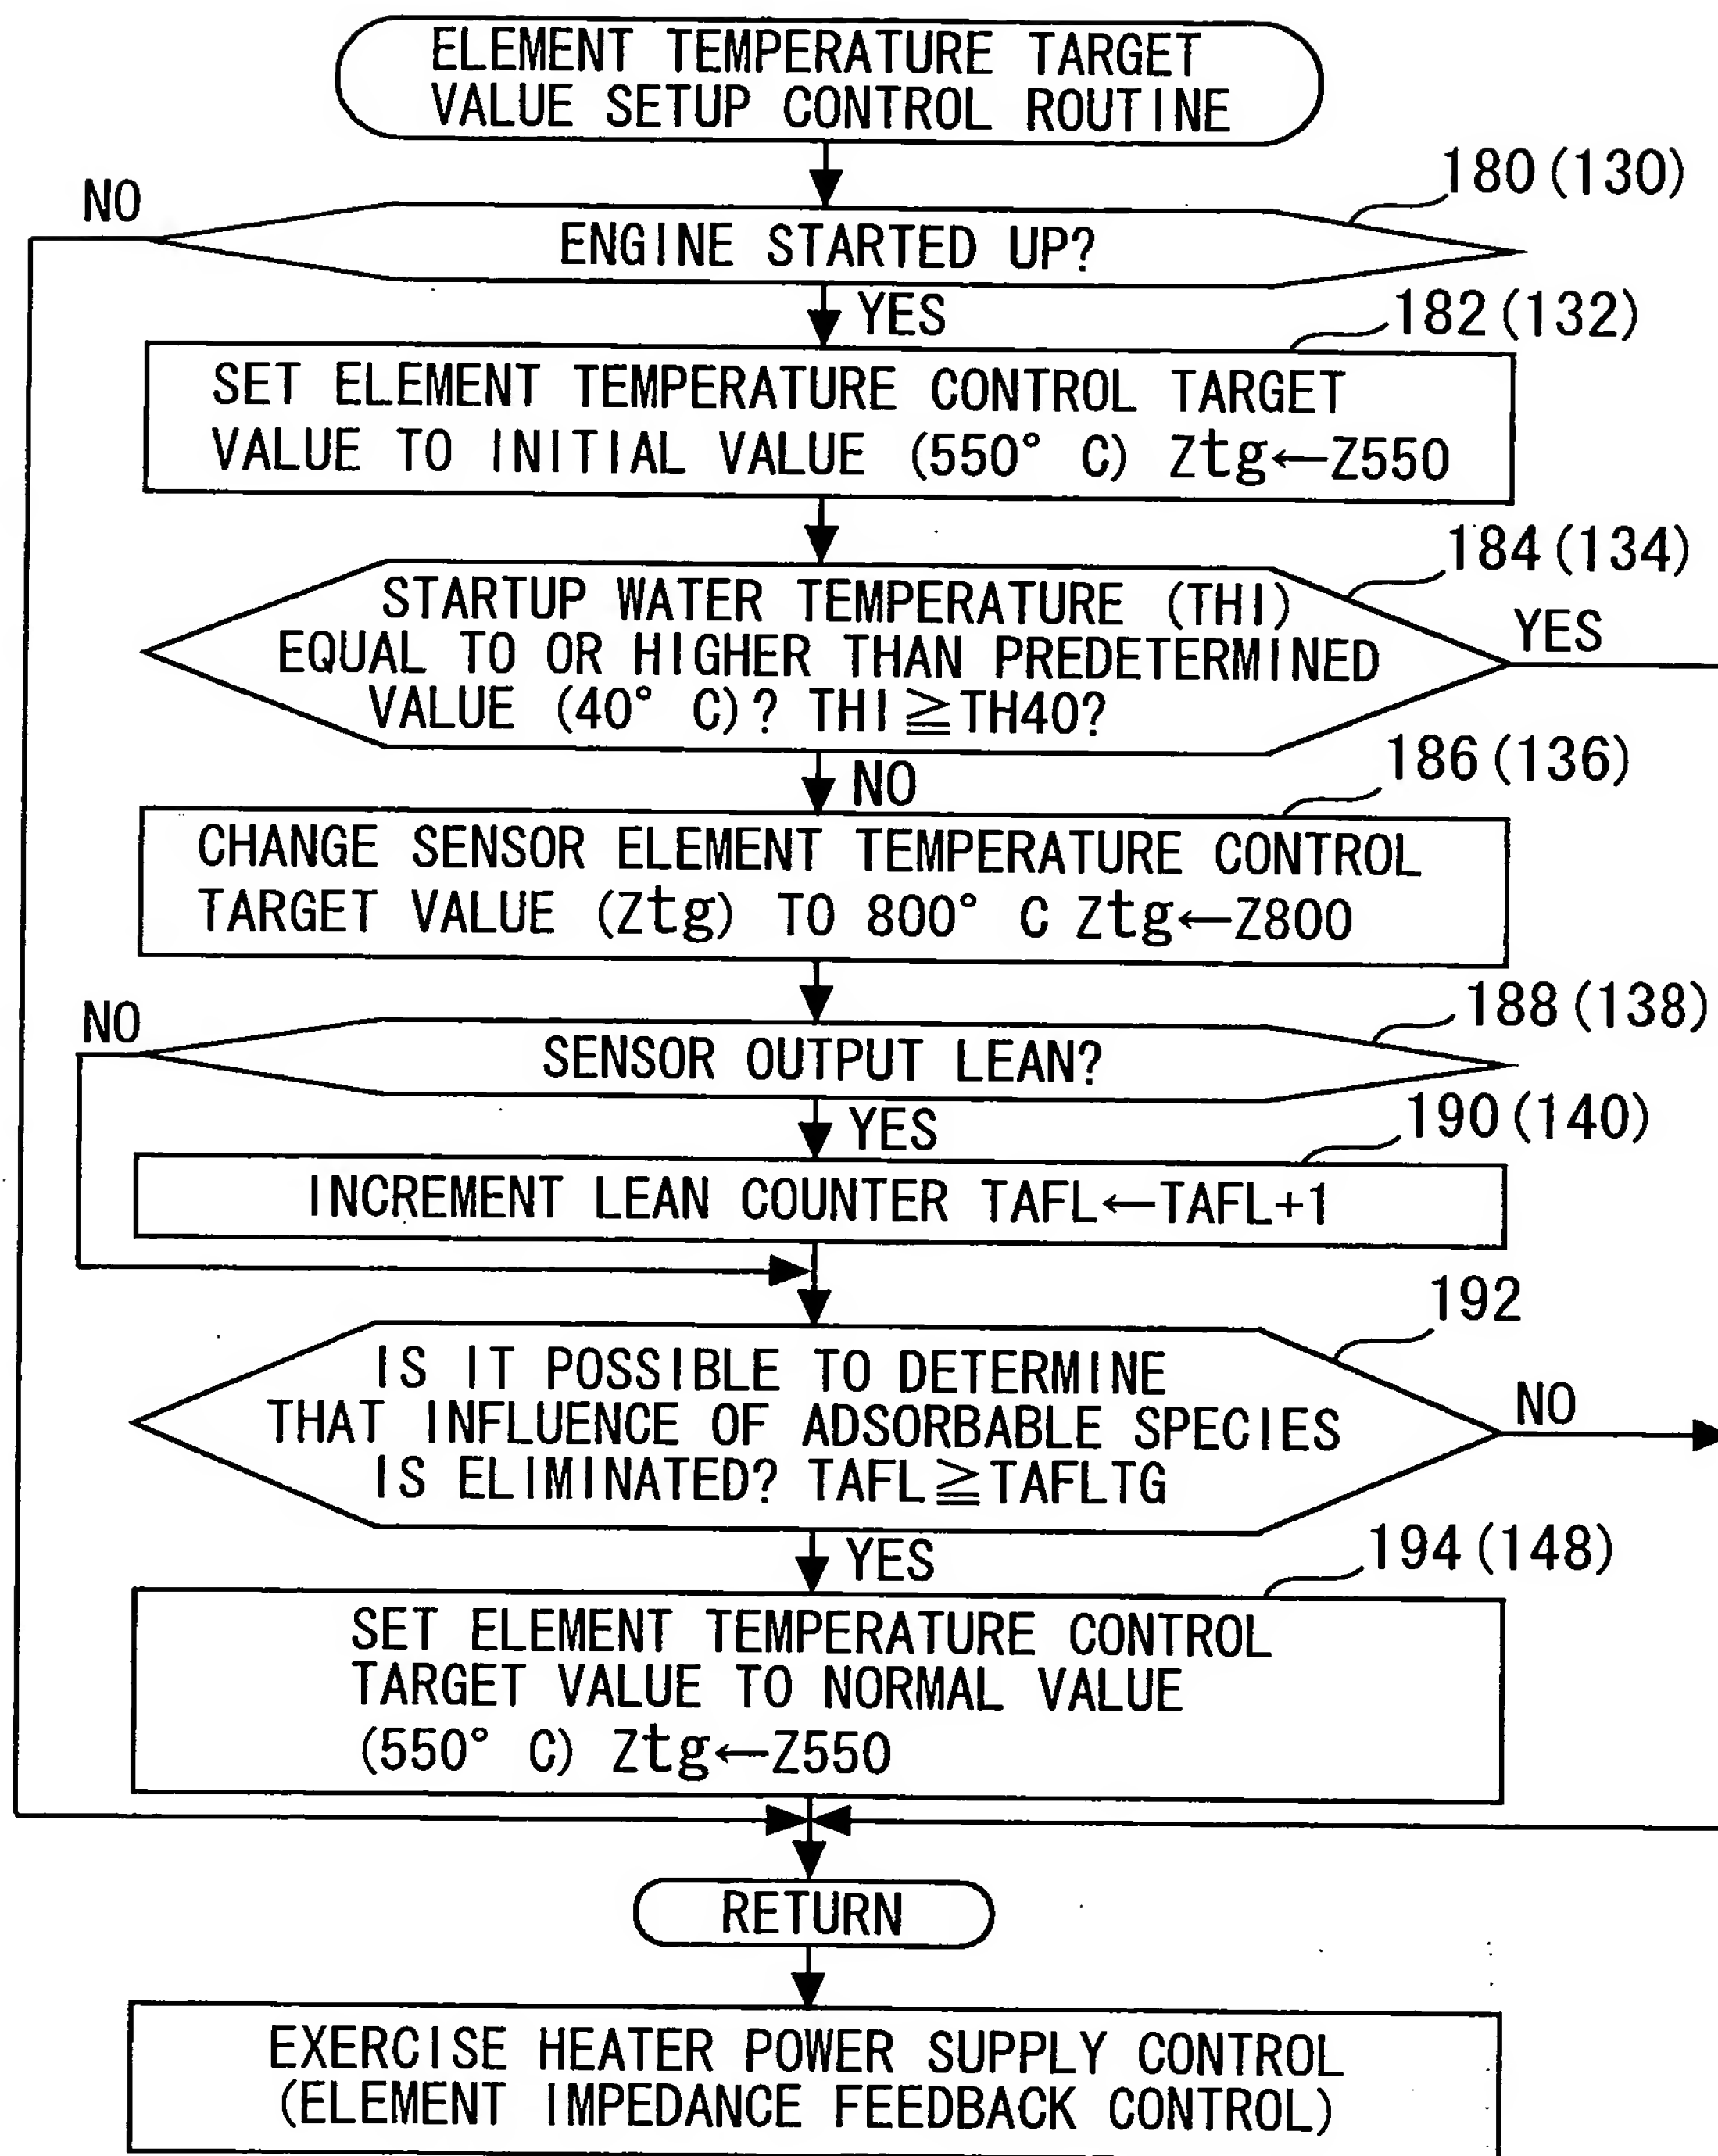 ELEMENT TEMPERATURE TARGET
VALUE SETUP CONTROL ROUTINE
180 (130)
NO
ENGINE STARTED UP?
YES
182 (132)
SET ELEMENT TEMPERATURE CONTROL TARGET
VALUE TO INITIAL VALUE (550° C) Ztg←Z550
184 (134)
STARTUP WATER TEMPERATURE (THI)
EQUAL TO OR HIGHER THAN PREDETERMINED
VALUE (40° C)? THI≧TH40?
YES
NO
186 (136)
CHANGE SENSOR ELEMENT TEMPERATURE CONTROL
TARGET VALUE (Ztg) TO 800° C Ztg←Z800
188 (138)
NO
SENSOR OUTPUT LEAN?
YES
190 (140)
INCREMENT LEAN COUNTER TAFL←TAFL+1
192
IS IT POSSIBLE TO DETERMINE
THAT INFLUENCE OF ADSORBABLE SPECIES
IS ELIMINATED? TAFL≧TAFLTG
NO
YES
194 (148)
SET ELEMENT TEMPERATURE CONTROL
TARGET VALUE TO NORMAL VALUE
(550° C) Ztg←Z550
RETURN
EXERCISE HEATER POWER SUPPLY CONTROL
(ELEMENT IMPEDANCE FEEDBACK CONTROL)